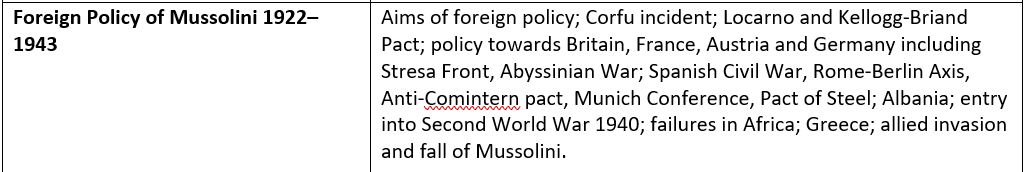 Foreign Policy of Mussolini 1922–
1943
Aims of foreign policy; Corfu incident; Locarno and Kellogg-Briand
Pact; policy towards Britain, France, Austria and Germany including
Stresa Front, Abyssinian War; Spanish Civil War, Rome-Berlin Axis,
Anti-Comintern pact, Munich Conference, Pact of Steel; Albania; entry
into Second World War 1940; failures in Africa; Greece; allied invasion
and fall of Mussolini.